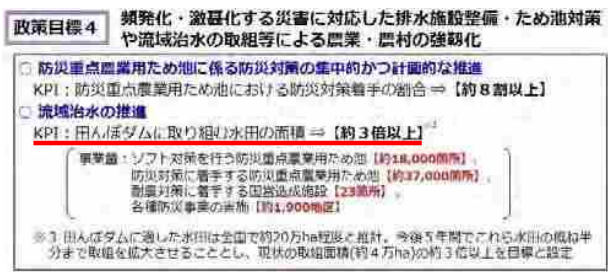 政策目標4 頻発化・激甚化する災害に対応した排水施設整備・ため池対策
や流域治水の取組等による農業・農村の強靱化
○ 防災重点農業用ため池に係る防災対策の集中的かつ計画的な推進
KPI：防災重点農業用ため池における防災対策着手の割合 ⇒【約８割以上】
○ 流域治水の推進
KPI：田んぼダムに取り組む水田の面積 ⇒【約３倍以上】※3
事業量：ソフト対策を行う防災重点農業用ため池【約18,000箇所】、
防災対策に着手する防災重点農業用ため池【約37,000箇所】、
耐震対策に着手する国営造成施設【23箇所】、
各種防災事業の実施【約1,900地区】
※3 田んぼダムに適した水田は全国で約20万ha程度と推計。今後５年間でこれら水田の概ね半
分まで取組を拡大させることとし、現状の取組面積(約４万ha)の約３倍以上を目標と設定